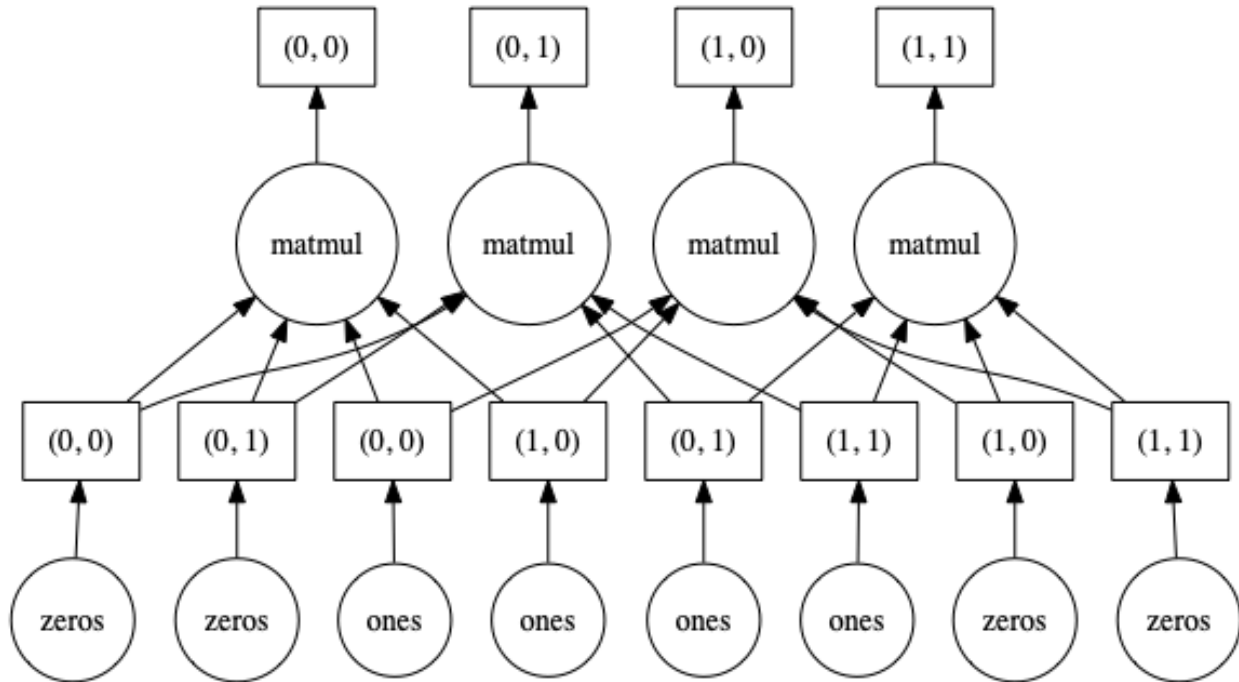 (0, 0) (0, 1) (1, 0) (1, 1)
matmul matmul matmul matmul
(0, 0) (0, 1) (0, 0) (1, 0) (0, 1) (1, 1) (1, 0) (1, 1)
zeros zeros ones ones ones ones zeros zeros